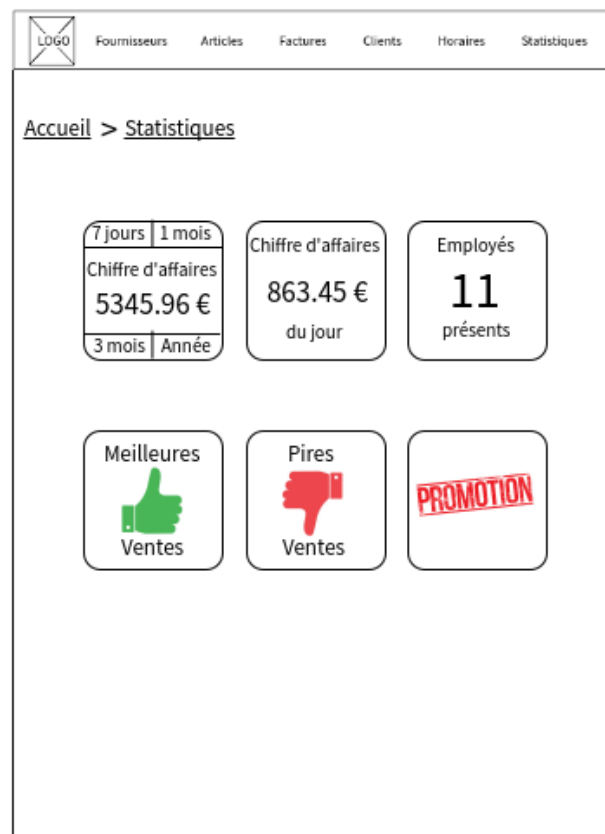 LOGO Fournisseurs Articles Factures Clients Horaires Statistiques
Accueil > Statistiques
7 jours 1 mois
Chiffre d'affaires
5345.96 €
3 mois Année
Chiffre d'affaires
863.45 €
du jour
Employés
11
présents
Meilleures
Ventes
Pires
Ventes
PROMOTION